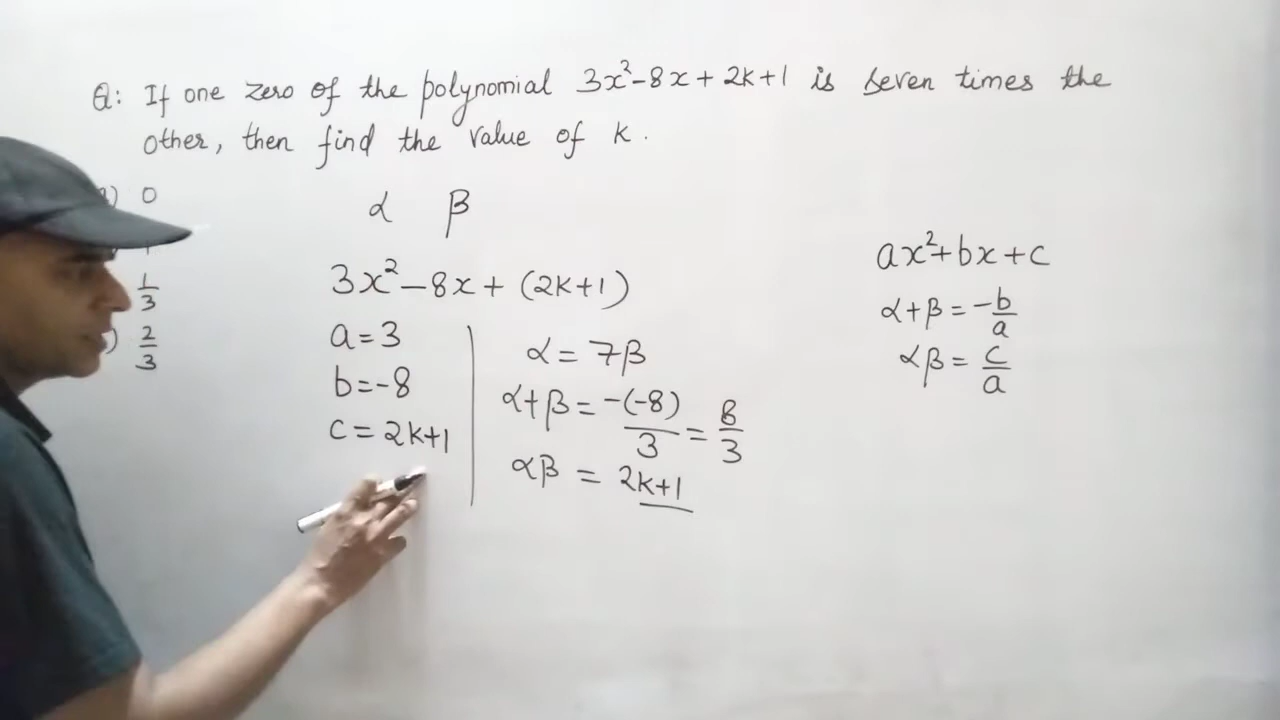 Q: If one zero of the polynomial 3x²-8x+2k+1 is seven times the
other, then find the value of k.
) 0
1/3
) 2/3
α β
3x²-8x+(2k+1)
a=3
b=-8
c=2k+1
α=7β
α+β=-(-8)/3=8/3
αβ=2k+1
ax²+bx+c
α+β=-b/a
αβ=c/a